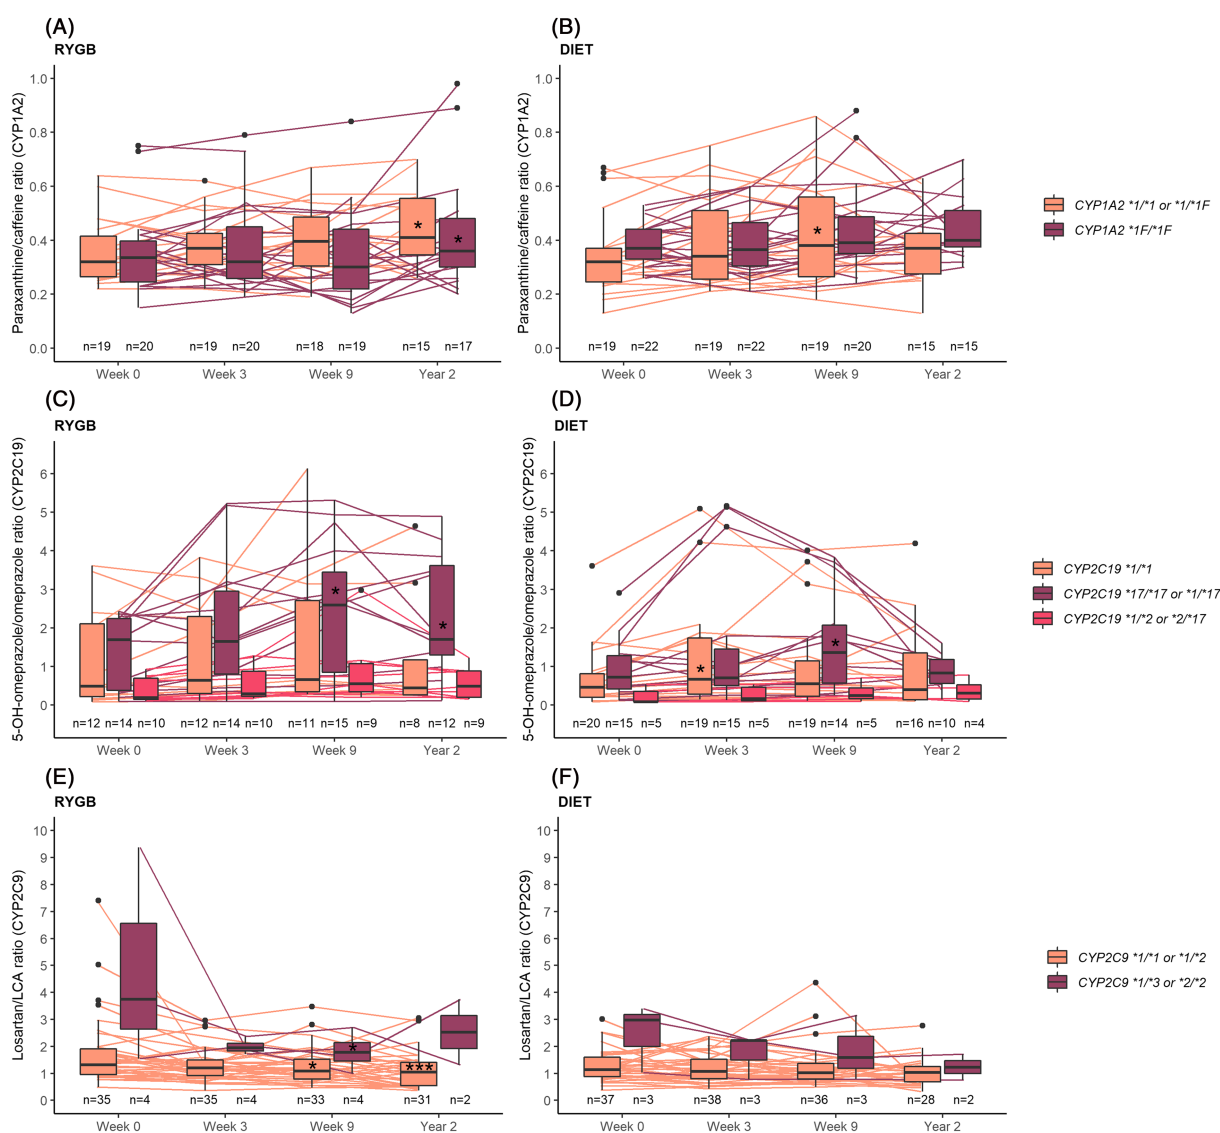 (A)
RYGB
Paraxanthine/caffeine ratio (CYP1A2)
1.0
0.8
0.6
0.4
0.2
0.0
*
*
n=19 n=20 n=19 n=20 n=18 n=19 n=15 n=17
Week 0 Week 3 Week 9 Year 2
(B)
DIET
Paraxanthine/caffeine ratio (CYP1A2)
1.0
0.8
0.6
0.4
0.2
0.0
*
n=19 n=22 n=19 n=22 n=19 n=20 n=15 n=15
Week 0 Week 3 Week 9 Year 2
CYP1A2 *1/*1 or *1/*1F
CYP1A2 *1F/*1F
(C)
RYGB
5-OH-omeprazole/omeprazole ratio (CYP2C19)
6
5
4
3
2
1
0
*
*
n=12 n=14 n=10 n=12 n=14 n=10 n=11 n=15 n=9 n=8 n=12 n=9
Week 0 Week 3 Week 9 Year 2
(D)
DIET
5-OH-omeprazole/omeprazole ratio (CYP2C19)
6
5
4
3
2
1
0
*
*
n=20 n=15 n=5 n=19 n=15 n=5 n=19 n=14 n=5 n=16 n=10 n=4
Week 0 Week 3 Week 9 Year 2
CYP2C19 *1/*1
CYP2C19 *17/*17 or *1/*17
CYP2C19 *1/*2 or *2/*17
(E)
RYGB
Losartan/LCA ratio (CYP2C9)
10
9
8
7
6
5
4
3
2
1
0
*
*
***
n=35 n=4 n=35 n=4 n=33 n=4 n=31 n=2
Week 0 Week 3 Week 9 Year 2
(F)
DIET
Losartan/LCA ratio (CYP2C9)
10
9
8
7
6
5
4
3
2
1
0
n=37 n=3 n=38 n=3 n=36 n=3 n=28 n=2
Week 0 Week 3 Week 9 Year 2
CYP2C9 *1/*1 or *1/*2
CYP2C9 *1/*3 or *2/*2